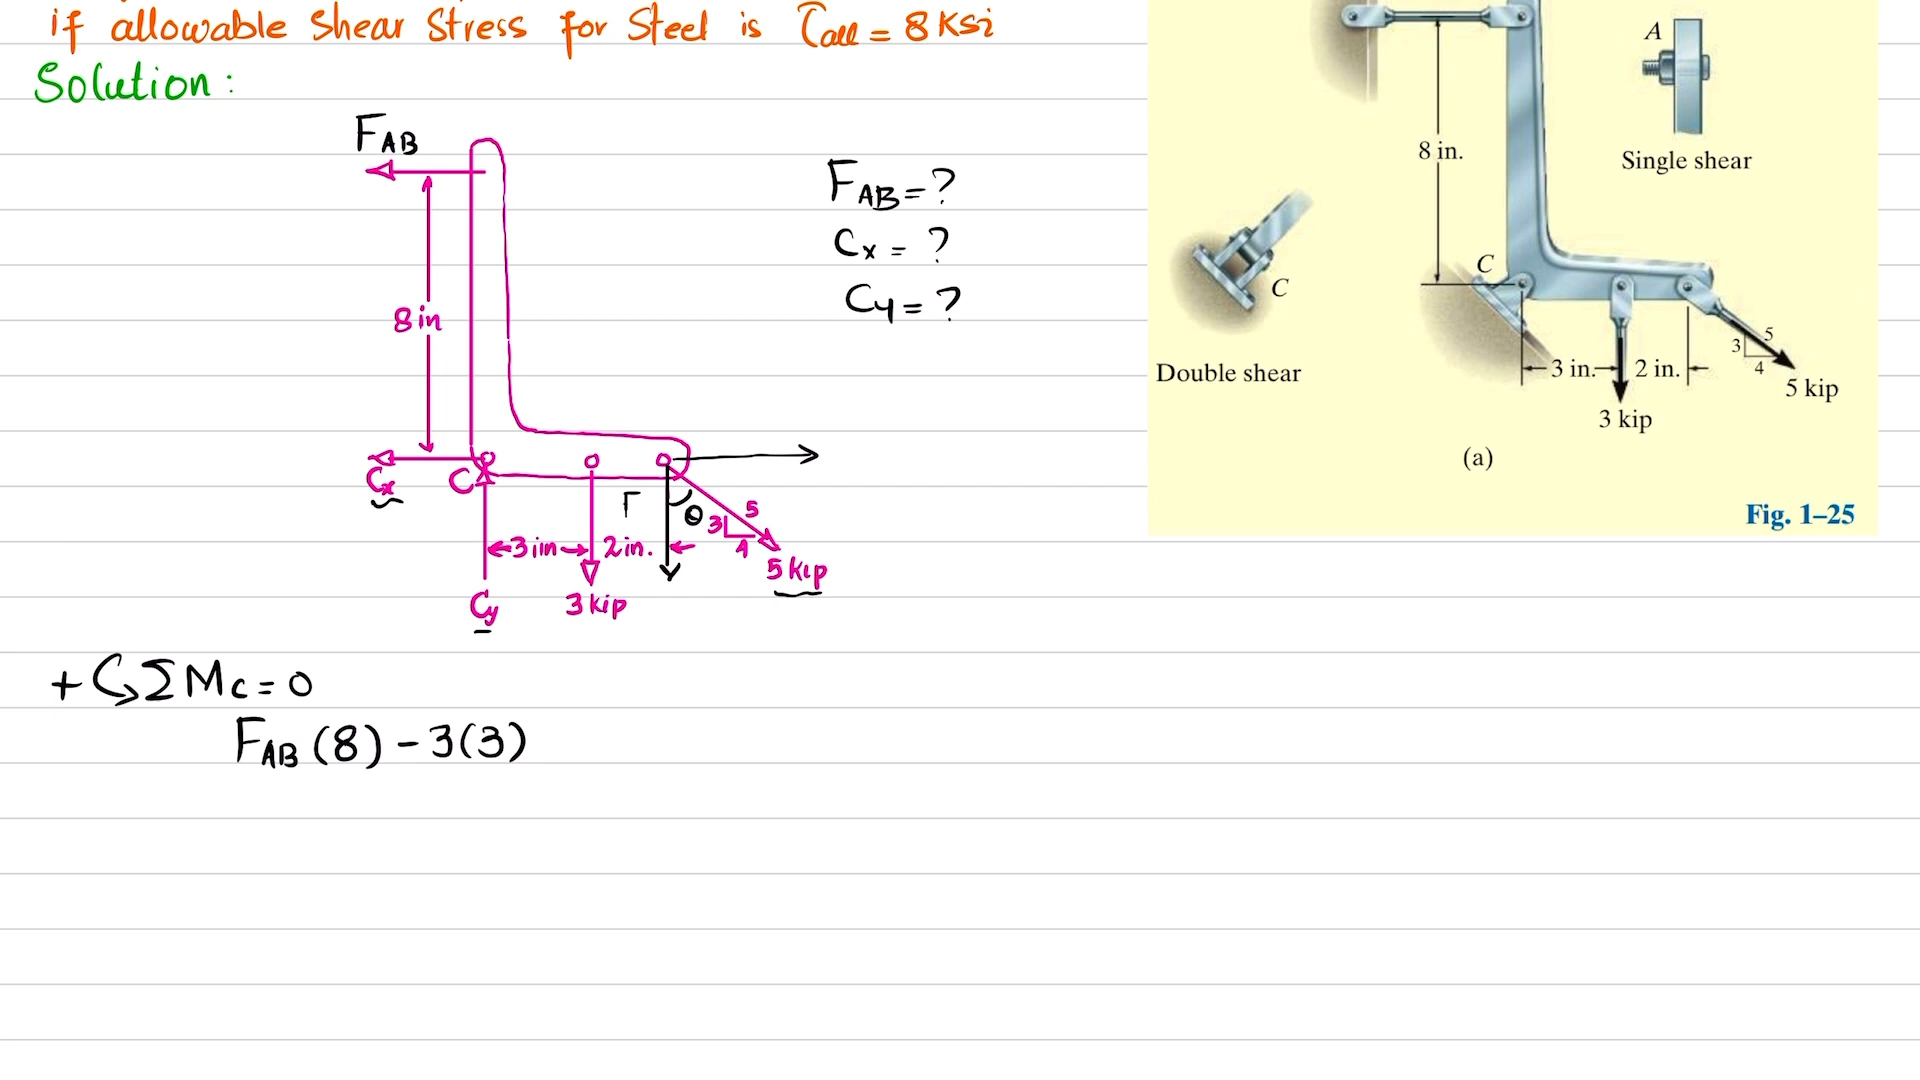 if allowable Shear Stress for Steel is τall = 8 Ksi
Solution:
FAB
8 in
Cx
C
Cy
3 in
2 in.
3 kip
θ
3
5
4
5 kip
FAB = ?
Cx = ?
Cy = ?
+ ΣMc = 0
FAB (8) - 3(3)
A
8 in.
Single shear
C
C
Double shear
3 in.
2 in.
3
5
4
5 kip
3 kip
(a)
Fig. 1–25